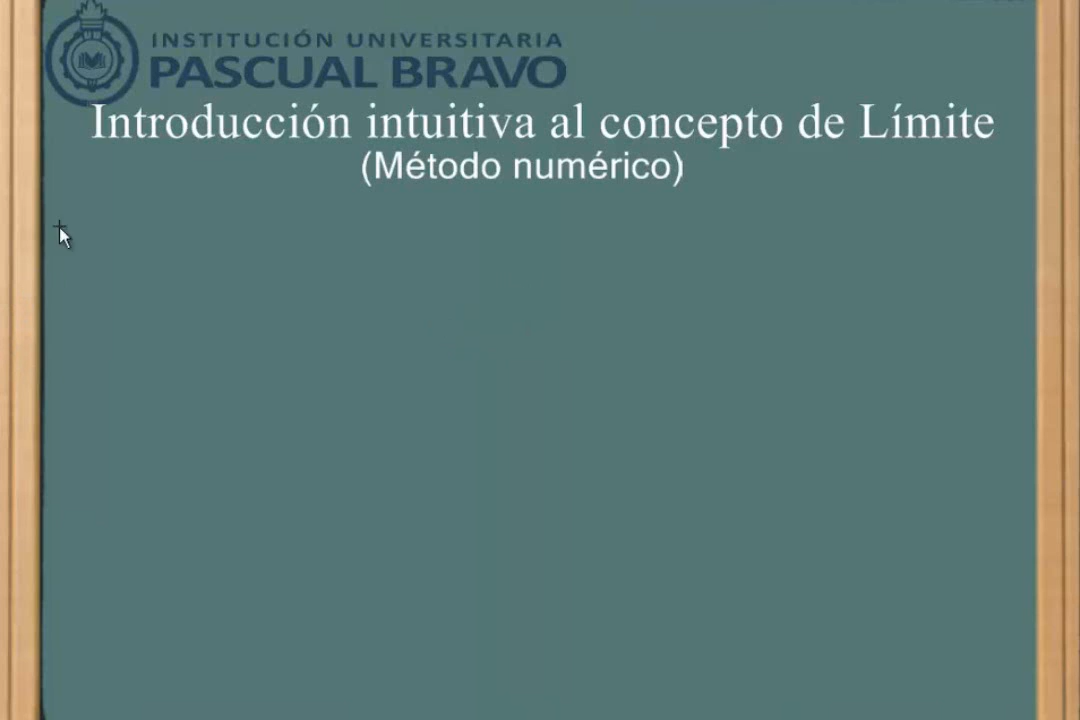 INSTITUCIÓN UNIVERSITARIA
PASCUAL BRAVO
Introducción intuitiva al concepto de Límite
(Método numérico)